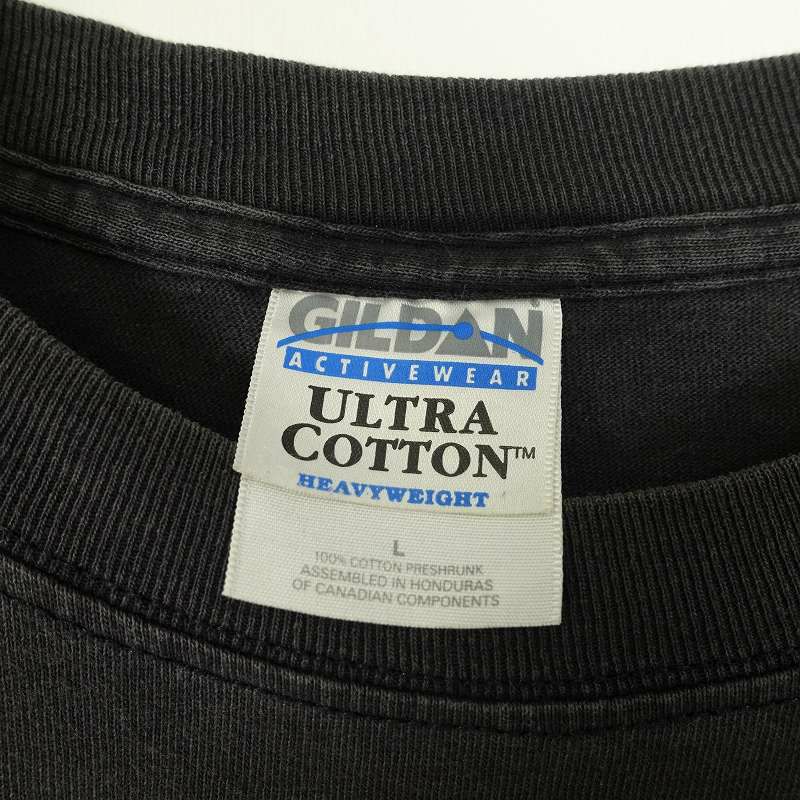 GILDAN
ACTIVEWEAR
ULTRA
COTTON™
HEAVYWEIGHT
L
100% COTTON PRESHRUNK
ASSEMBLED IN HONDURAS
OF CANADIAN COMPONENTS